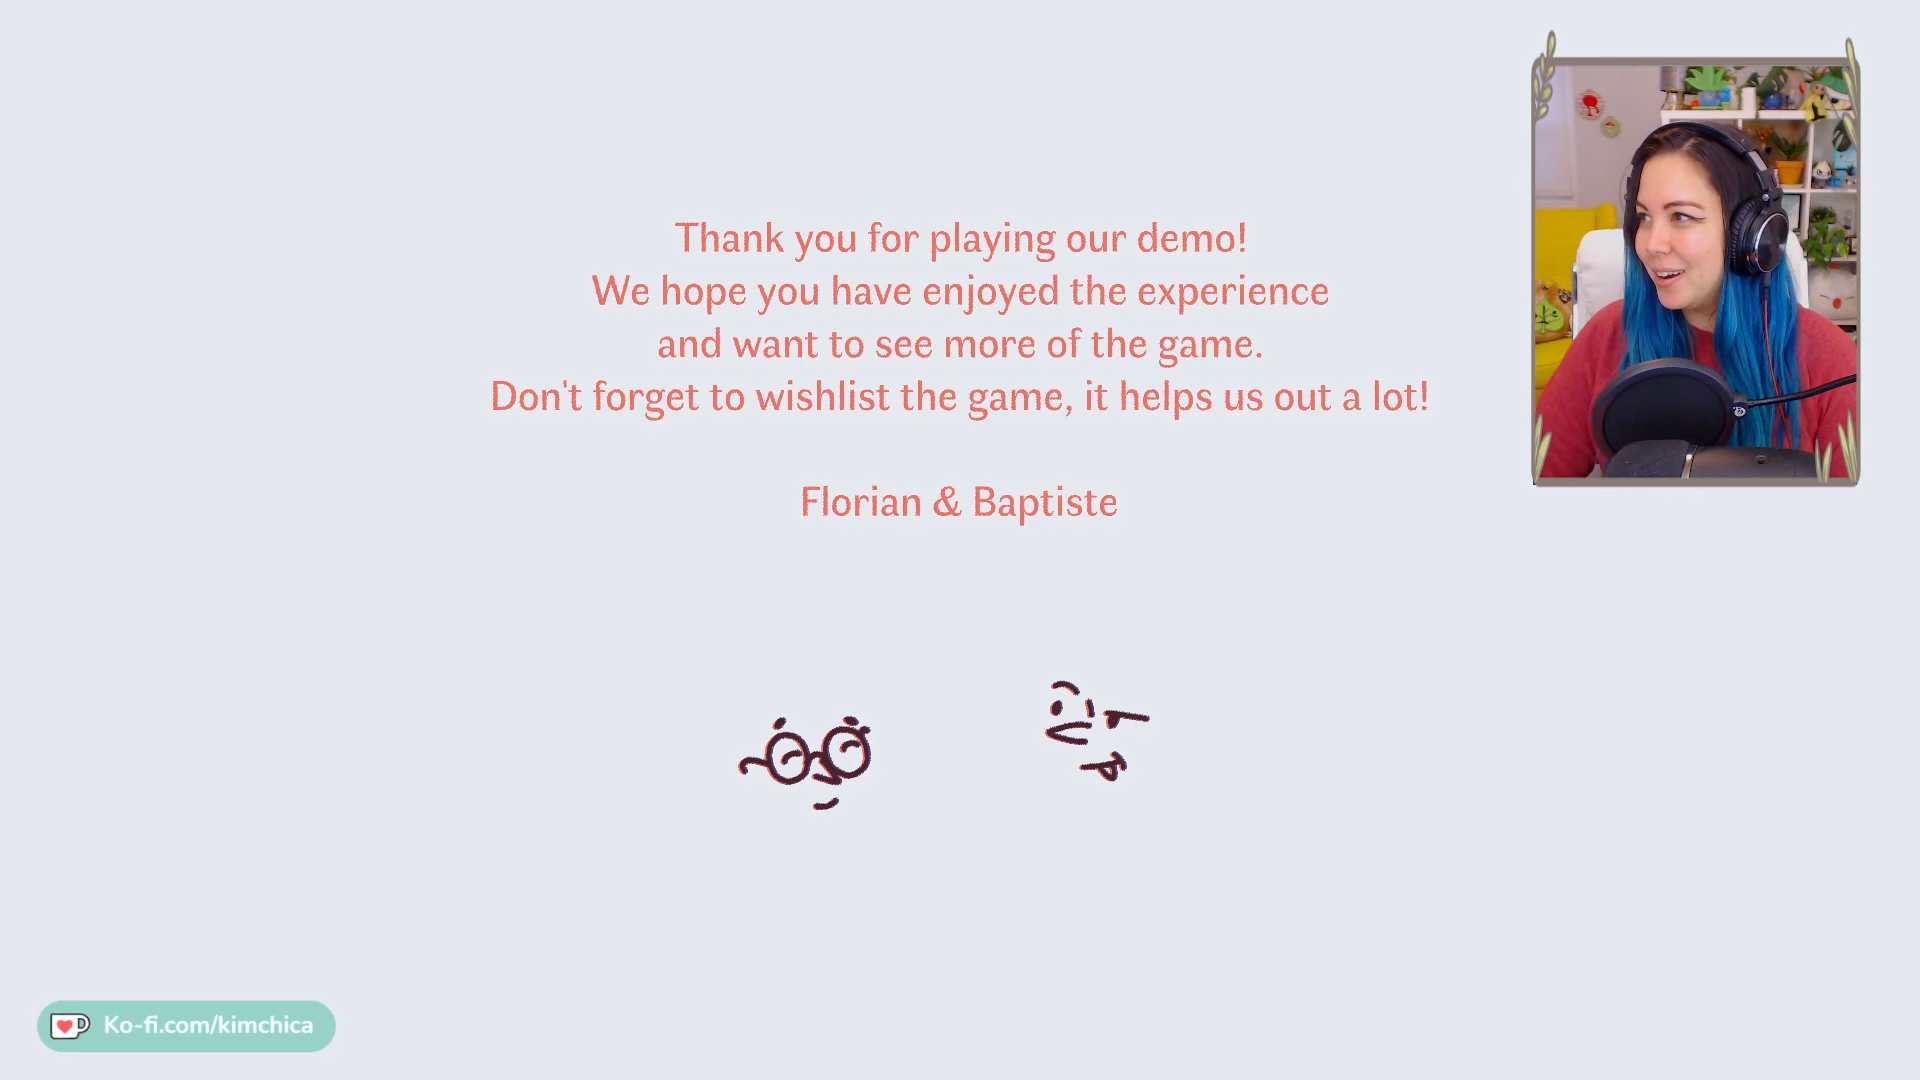 Thank you for playing our demo!
We hope you have enjoyed the experience
and want to see more of the game.
Don't forget to wishlist the game, it helps us out a lot!
Florian & Baptiste
Ko-fi.com/kimchica